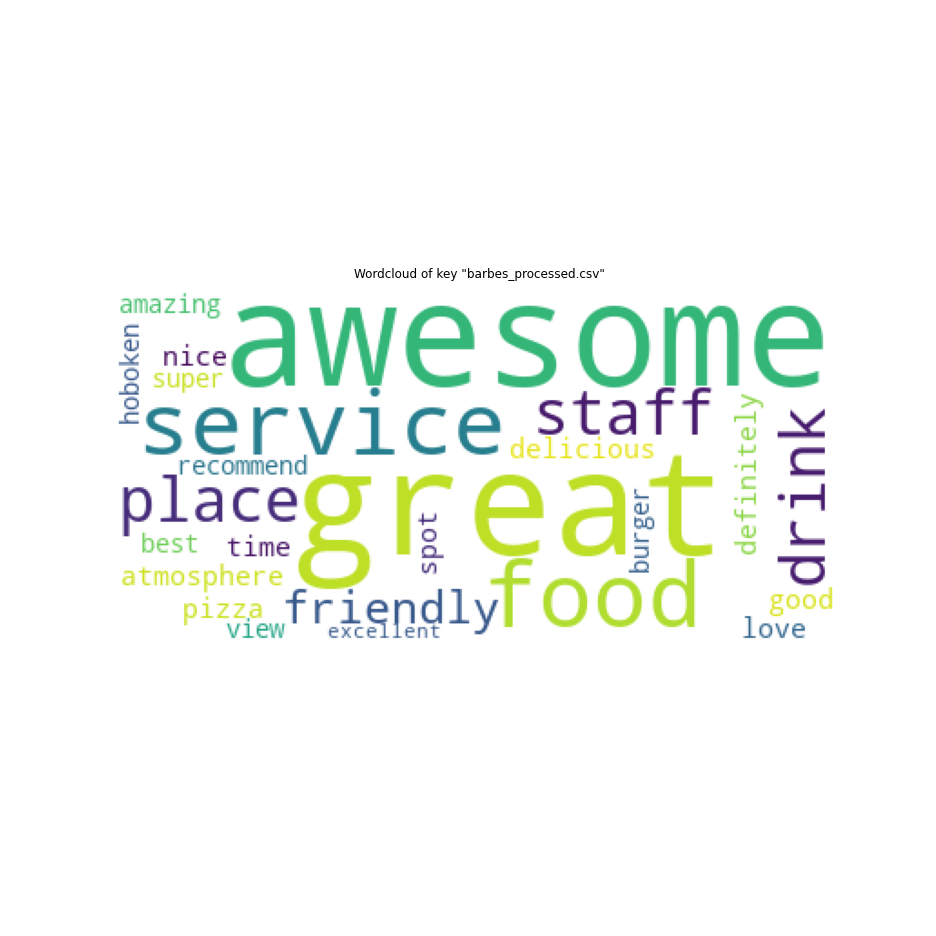 Wordcloud of key "barbes_processed.csv"
amazing
awesome
hoboken
nice
super
service
staff
delicious
definitely
drink
recommend
place
great
spot
burger
best
time
atmosphere
food
pizza
friendly
good
view
excellent
love